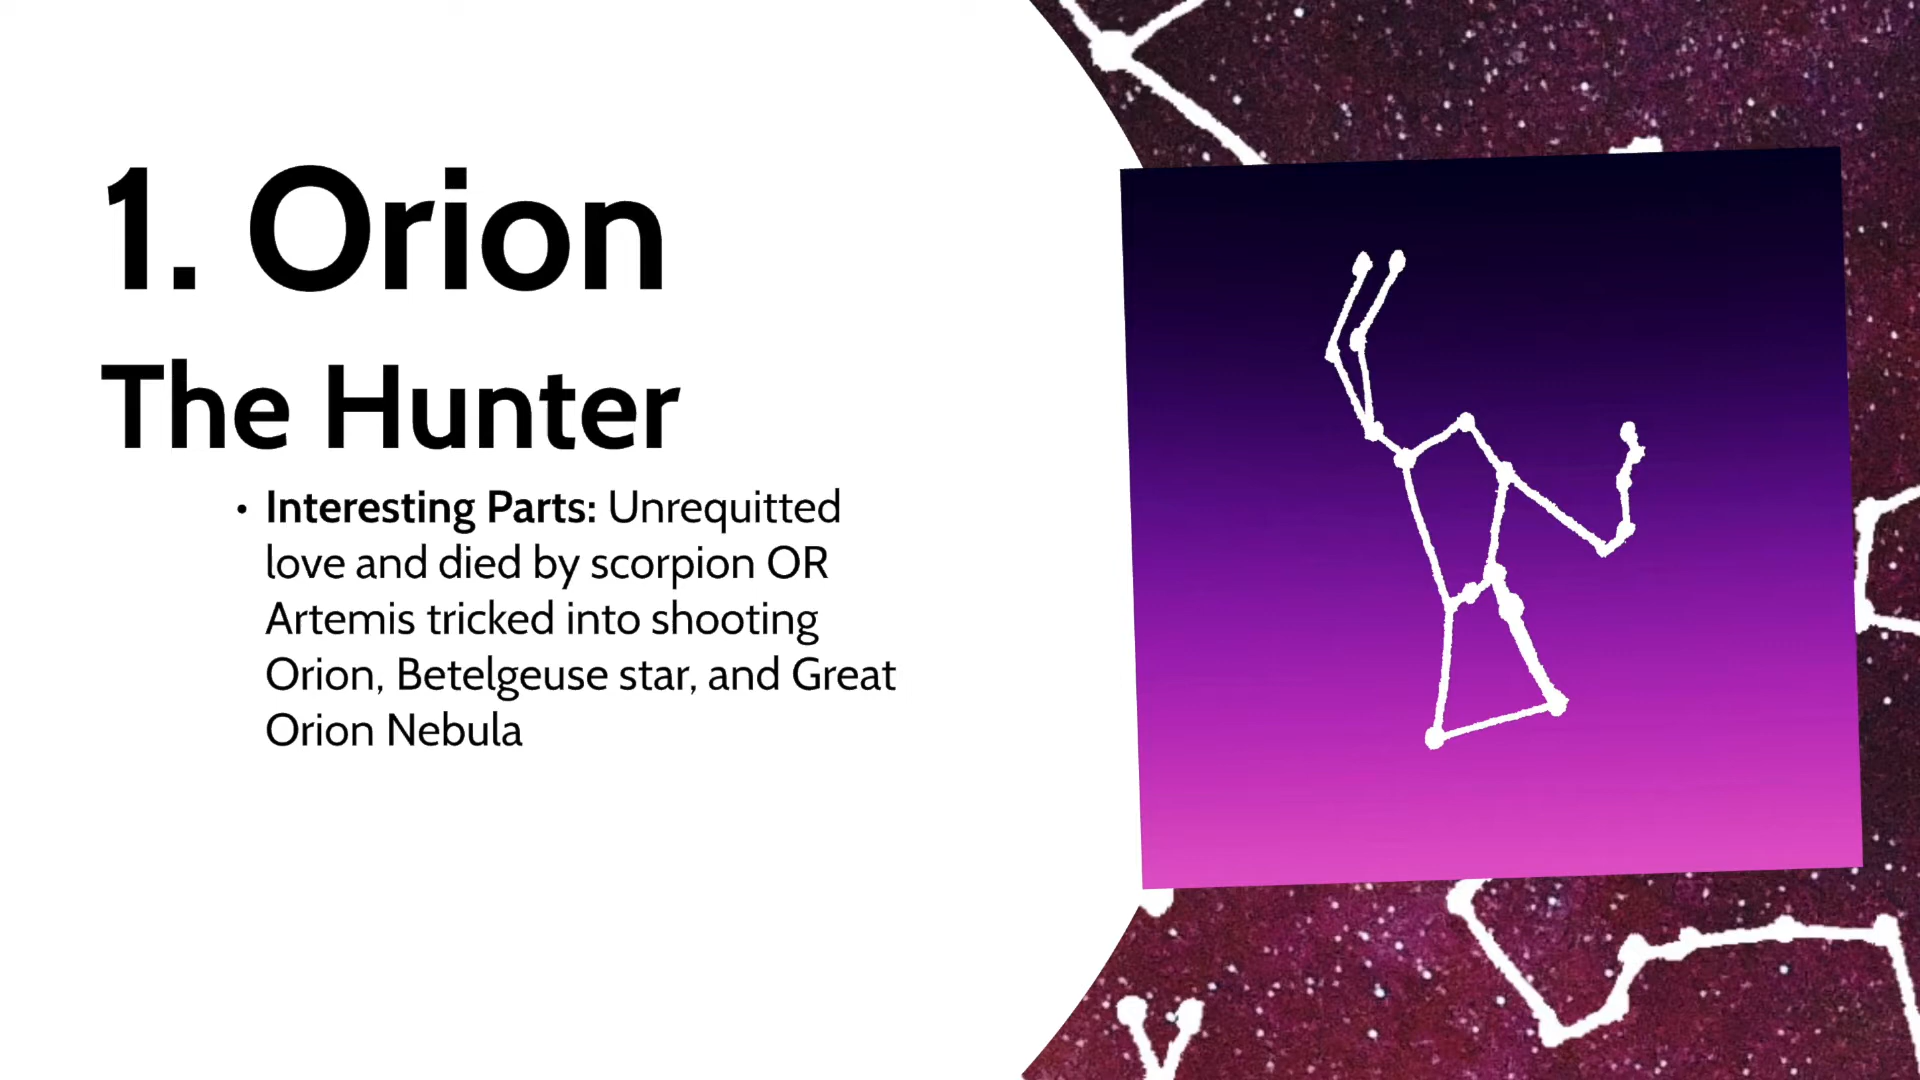 1. Orion
The Hunter
• Interesting Parts: Unrequitted
love and died by scorpion OR
Artemis tricked into shooting
Orion, Betelgeuse star, and Great
Orion Nebula